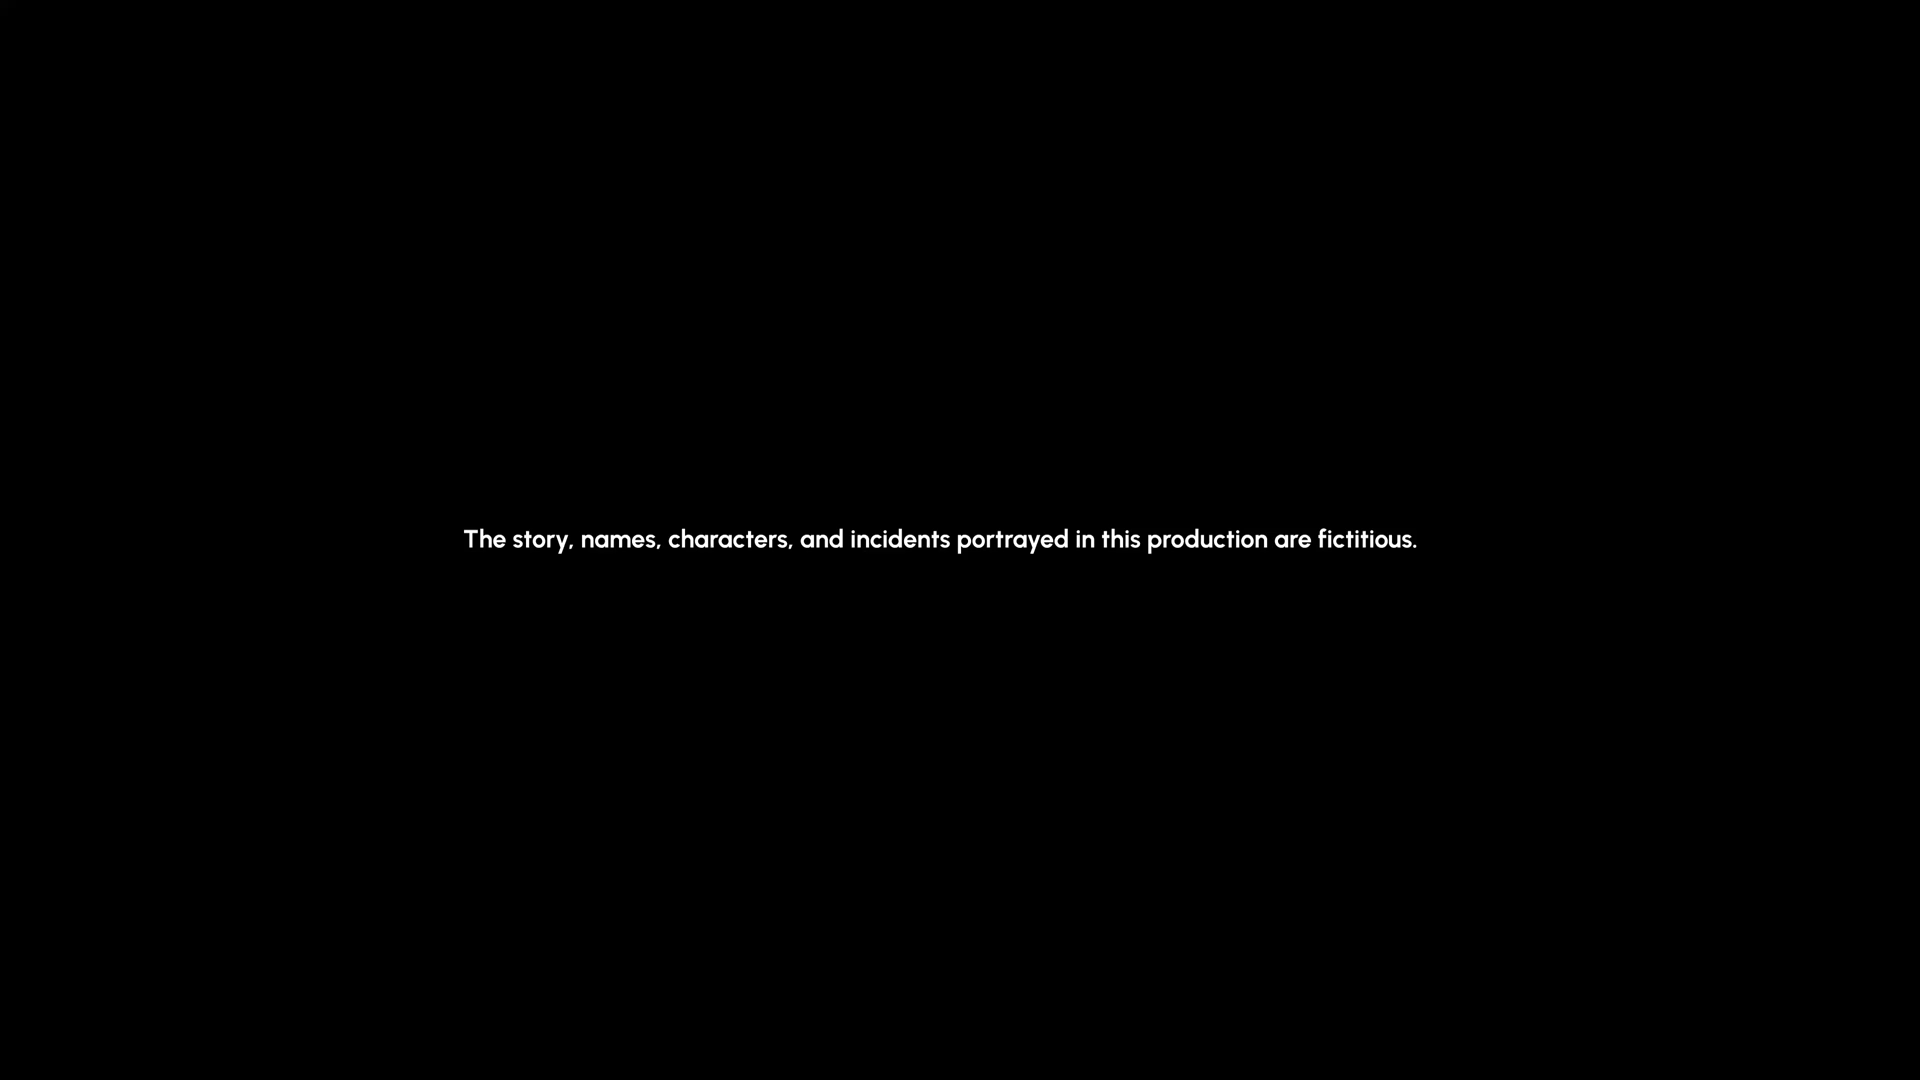 The story, names, characters, and incidents portrayed in this production are fictitious.